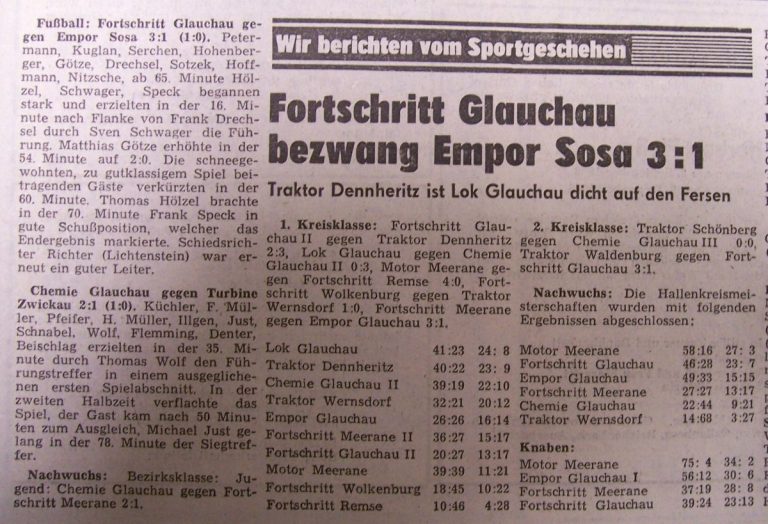 Fußball: Fortschritt Glauchau ge-
gen Empor Sosa 3:1 (1:0). Peter-
mann, Kuglan, Serchen, Hohenber-
ger, Götze, Drechsel, Sotzek, Hoff-
mann, Nitzsche, ab 65. Minute Höl-
zel, Schwager, Speck begannen
stark und erzielten in der 16. Mi-
nute nach Flanke von Frank Drech-
sel durch Sven Schwager die Füh-
rung. Matthias Götze erhöhte in der
54. Minute auf 2:0. Die schneege-
wohnten, zu gutklassigem Spiel bei-
tragenden Gäste verkürzten in der
60. Minute. Thomas Hölzel brachte
in der 70. Minute Frank Speck in
gute Schußposition, welcher das
Endergebnis markierte. Schiedsrich-
ter Richter (Lichtenstein) war er-
neut ein guter Leiter.
Chemie Glauchau gegen Turbine
Zwickau 2:1 (1:0). Küchler, F. Mül-
ler, Pfeifer, H. Müller, Illgen, Just,
Schnabel, Wolf, Flemming, Denter,
Beischlag erzielten in der 35. Mi-
nute durch Thomas Wolf den Füh-
rungstreffer in einem ausgegliche-
nen ersten Spielabschnitt. In der
zweiten Halbzeit verflachte das
Spiel, der Gast kam nach 50 Minu-
ten zum Ausgleich, Michael Just ge-
lang in der 78. Minute der Siegtref-
fer.
Nachwuchs: Bezirksklasse: Ju-
gend: Chemie Glauchau gegen Fort-
schritt Meerane 2:1.
Wir berichten vom Sportgeschehen
Fortschritt Glauchau
bezwang Empor Sosa 3:1
Traktor Dennheritz ist Lok Glauchau dicht auf den Fersen
1. Kreisklasse: Fortschritt Glau-
chau II gegen Traktor Dennheritz
2:3, Lok Glauchau gegen Chemie
Glauchau II 0:3, Motor Meerane ge-
gen Fortschritt Remse 4:0, Fort-
schritt Wolkenburg gegen Traktor
Wernsdorf 1:0, Fortschritt Meerane
gegen Empor Glauchau 3:1.
Lok Glauchau 41:23 24: 8
Traktor Dennheritz 40:22 23: 9
Chemie Glauchau II 39:19 22:10
Traktor Wernsdorf 32:21 20:12
Empor Glauchau 26:26 16:14
Fortschritt Meerane II 36:27 15:17
Fortschritt Glauchau II 20:27 13:17
Motor Meerane 39:39 11:21
Fortschritt Wolkenburg 18:45 10:22
Fortschritt Remse 10:46 4:28
2. Kreisklasse: Traktor Schönberg
gegen Chemie Glauchau III 0:0,
Traktor Waldenburg gegen Fort-
schritt Glauchau 3:1.
Nachwuchs: Die Hallenkreismei-
sterschaften wurden mit folgenden
Ergebnissen abgeschlossen:
Motor Meerane 58:16 27: 3
Fortschritt Glauchau 46:28 23: 7
Empor Glauchau 49:33 15:15
Fortschritt Meerane 27:27 13:17
Chemie Glauchau 22:44 9:21
Traktor Wernsdorf 14:68 3:27
Knaben:
Motor Meerane 75: 4 34: 2
Empor Glauchau I 56:12 30: 6
Fortschritt Meerane 37:19 28: 8
Fortschritt Glauchau 39:24 23:13